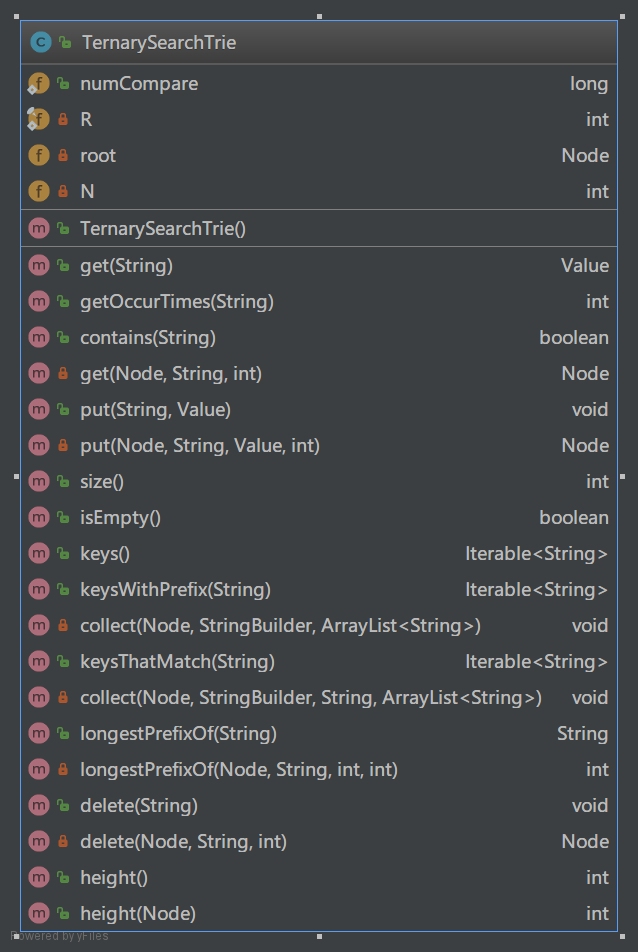 TernarySearchTrie
numCompare long
R int
root Node
N int
TernarySearchTrie()
get(String) Value
getOccurTimes(String) int
contains(String) boolean
get(Node, String, int) Node
put(String, Value) void
put(Node, String, Value, int) Node
size() int
isEmpty() boolean
keys() Iterable<String>
keysWithPrefix(String) Iterable<String>
collect(Node, StringBuilder, ArrayList<String>) void
keysThatMatch(String) Iterable<String>
collect(Node, StringBuilder, String, ArrayList<String>) void
longestPrefixOf(String) String
longestPrefixOf(Node, String, int, int) int
delete(String) void
delete(Node, String, int) Node
height() int
height(Node) int
Powered by yFiles